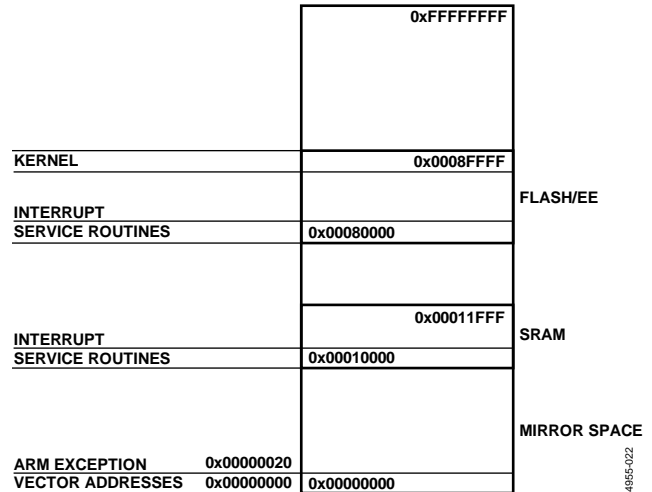 0xFFFFFFFF
KERNEL 0x0008FFFF
FLASH/EE
INTERRUPT
SERVICE ROUTINES 0x00080000
0x00011FFF
SRAM
INTERRUPT
SERVICE ROUTINES 0x00010000
MIRROR SPACE
ARM EXCEPTION 0x00000020
VECTOR ADDRESSES 0x00000000 0x00000000
4955-022